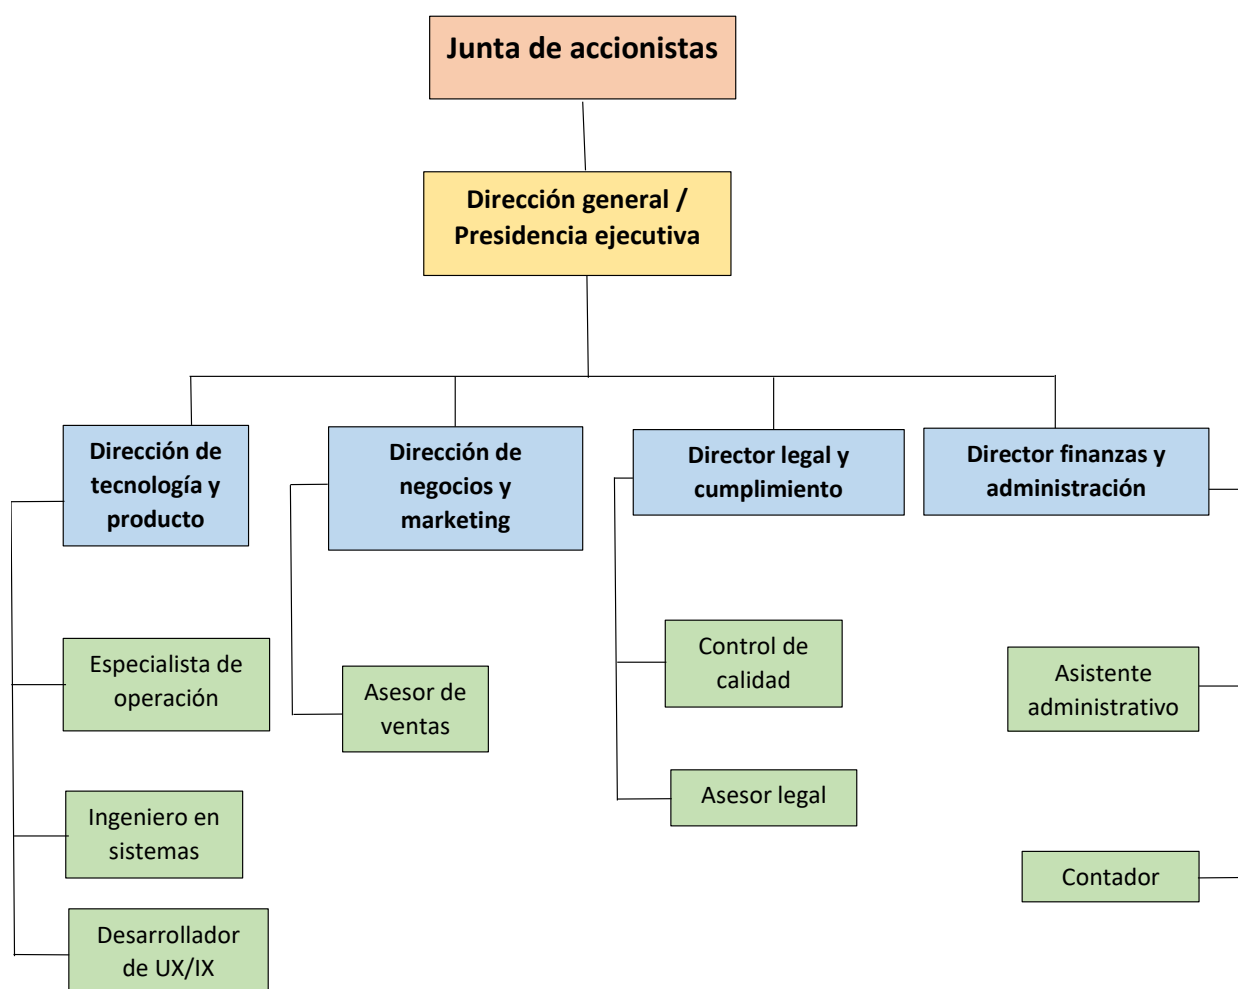 Junta de accionistas
Dirección general /
Presidencia ejecutiva
Dirección de
tecnología y
producto
Dirección de
negocios y
marketing
Director legal y
cumplimiento
Director finanzas y
administración
Especialista de
operación
Ingeniero en
sistemas
Desarrollador
de UX/IX
Asesor de
ventas
Control de
calidad
Asesor legal
Asistente
administrativo
Contador